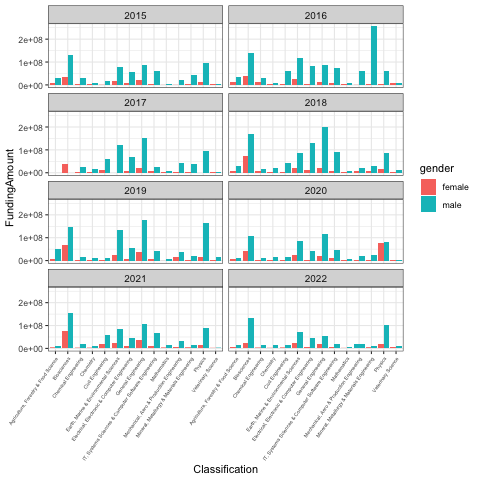 2015
2016
2e+08
1e+08
0e+00
2017
2018
2e+08
1e+08
0e+00
2019
2020
2e+08
1e+08
0e+00
2021
2022
2e+08
1e+08
0e+00
FundingAmount
gender
female
male
Agriculture, Forestry & Food Science
Biosciences
Chemical Engineering
Chemistry
Civil Engineering
Earth, Marine & Environmental Sciences
Electrical, Electronic & Computer Engineering
General Engineering
IT, Systems Sciences & Computer Software Engineering
Mathematics
Mechanical, Aero & Production Engineering
Mineral, Metallurgy & Materials Engineering
Physics
Veterinary Science
Agriculture, Forestry & Food Science
Biosciences
Chemical Engineering
Chemistry
Civil Engineering
Earth, Marine & Environmental Sciences
Electrical, Electronic & Computer Engineering
General Engineering
IT, Systems Sciences & Computer Software Engineering
Mathematics
Mechanical, Aero & Production Engineering
Mineral, Metallurgy & Materials Engineering
Physics
Veterinary Science
Classification